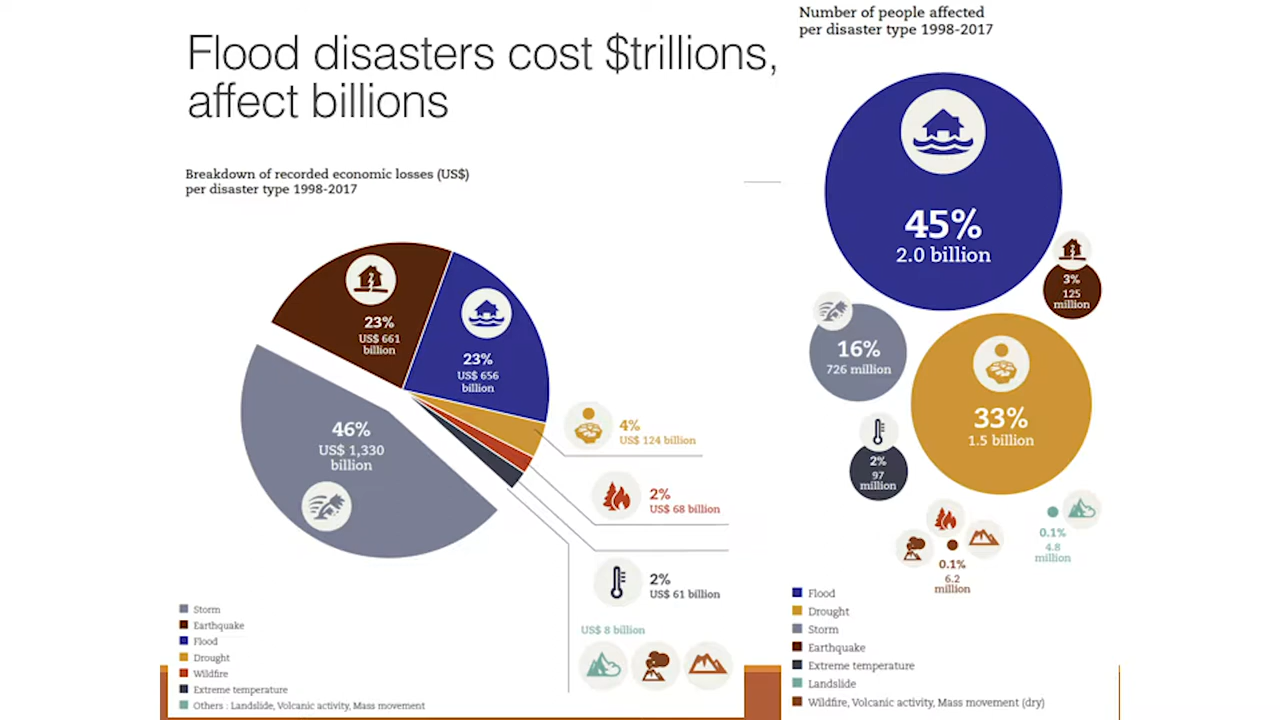 Flood disasters cost $trillions,
affect billions
Breakdown of recorded economic losses (US$)
per disaster type 1998-2017
23%
US$ 661
billion
23%
US$ 656
billion
46%
US$ 1,330
billion
4%
US$ 124 billion
2%
US$ 68 billion
2%
US$ 61 billion
US$ 8 billion
Storm
Earthquake
Flood
Drought
Wildfire
Extreme temperature
Others : Landslide, Volcanic activity, Mass movement
Number of people affected
per disaster type 1998-2017
45%
2.0 billion
3%
125
million
16%
726 million
33%
1.5 billion
2%
97
million
0.1%
4.8
million
0.1%
6.2
million
Flood
Drought
Storm
Earthquake
Extreme temperature
Landslide
Wildfire, Volcanic activity, Mass movement (dry)